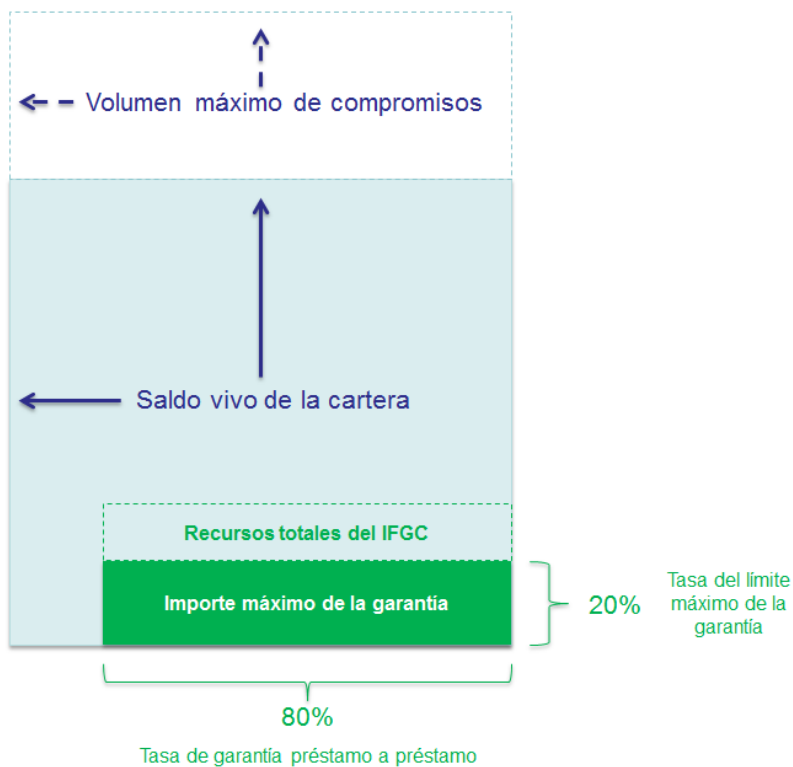 Volumen máximo de compromisos
Saldo vivo de la cartera
Recursos totales del IFGC
Importe máximo de la garantía
20%
Tasa del límite
máximo de la
garantía
80%
Tasa de garantía préstamo a préstamo